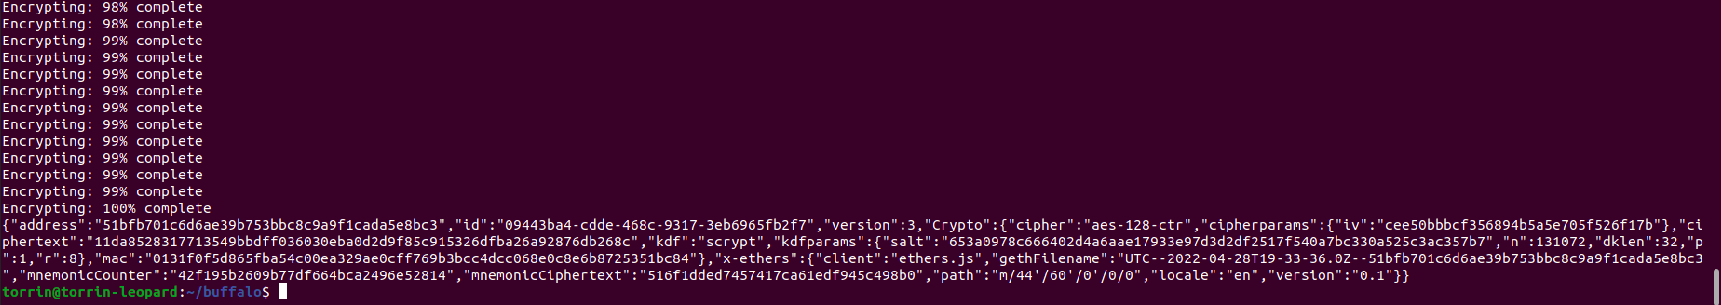 Encrypting: 98% complete
Encrypting: 98% complete
Encrypting: 99% complete
Encrypting: 99% complete
Encrypting: 99% complete
Encrypting: 99% complete
Encrypting: 99% complete
Encrypting: 99% complete
Encrypting: 99% complete
Encrypting: 99% complete
Encrypting: 99% complete
Encrypting: 99% complete
Encrypting: 100% complete
{"address":"51bfb701c6d6ae39b753bbc8c9a9f1cada5e8bc3","id":"09443ba4-cdde-468c-9317-3eb6965fb2f7","version":3,"Crypto":{"cipher":"aes-128-ctr","cipherparams":{"iv":"cee50bbbcf356894b5a5e705f526f17b"},"ci
phertext":"11da8528317713549bbdff036030eba0d2d9f85c915326dfba26a92876db268c","kdf":"scrypt","kdfparams":{"salt":"653a0978c666402d4a6aae17933e97d3d2df2517f540a7bc330a525c3ac357b7","n":131072,"dklen":32,"p
":1,"r":8},"mac":"0131f0f5d865fba54c00ea329ae0cff769b3bcc4dcc068e0c8e6b8725351bc84"},"x-ethers":{"client":"ethers.js","gethFilename":"UTC--2022-04-28T19-33-36.0Z--51bfb701c6d6ae39b753bbc8c9a9f1cada5e8bc3
","mnemonicCounter":"42f195b2609b77df664bca2496e52814","mnemonicCiphertext":"516f1dded7457417ca61edf945c498b0","path":"m/44'/60'/0'/0/0","locale":"en","version":"0.1"}}
torrin@torrin-leopard:~/buffalo$